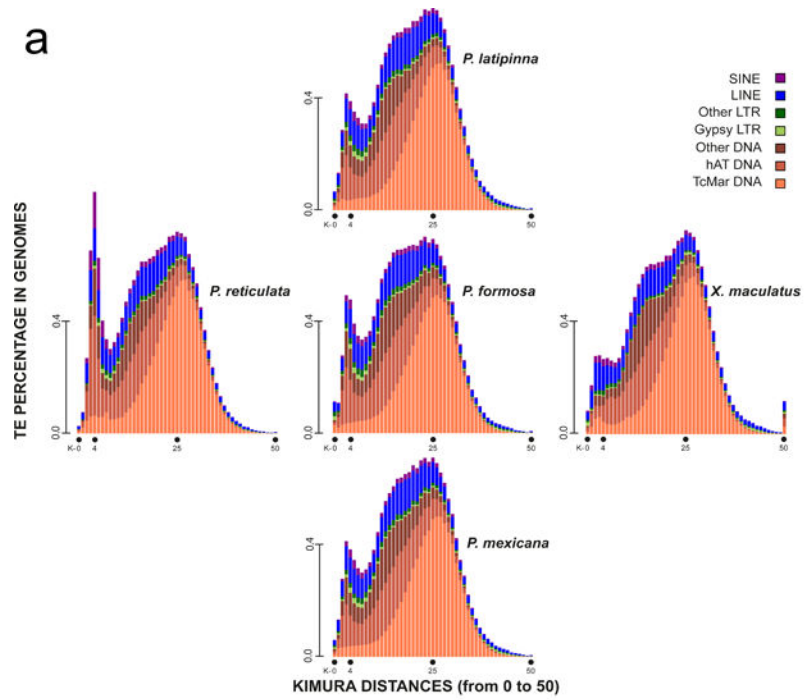 a
P. latipinna
SINE
LINE
Other LTR
Gypsy LTR
Other DNA
hAT DNA
TcMar DNA
0.4
0.0
K-0 4 25 50
TE PERCENTAGE IN GENOMES
P. reticulata
0.4
0.0
K-0 4 25 50
P. formosa
0.4
0.0
K-0 4 25 50
X. maculatus
0.4
0.0
K-0 4 25 50
P. mexicana
0.4
0.0
K-0 4 25 50
KIMURA DISTANCES (from 0 to 50)